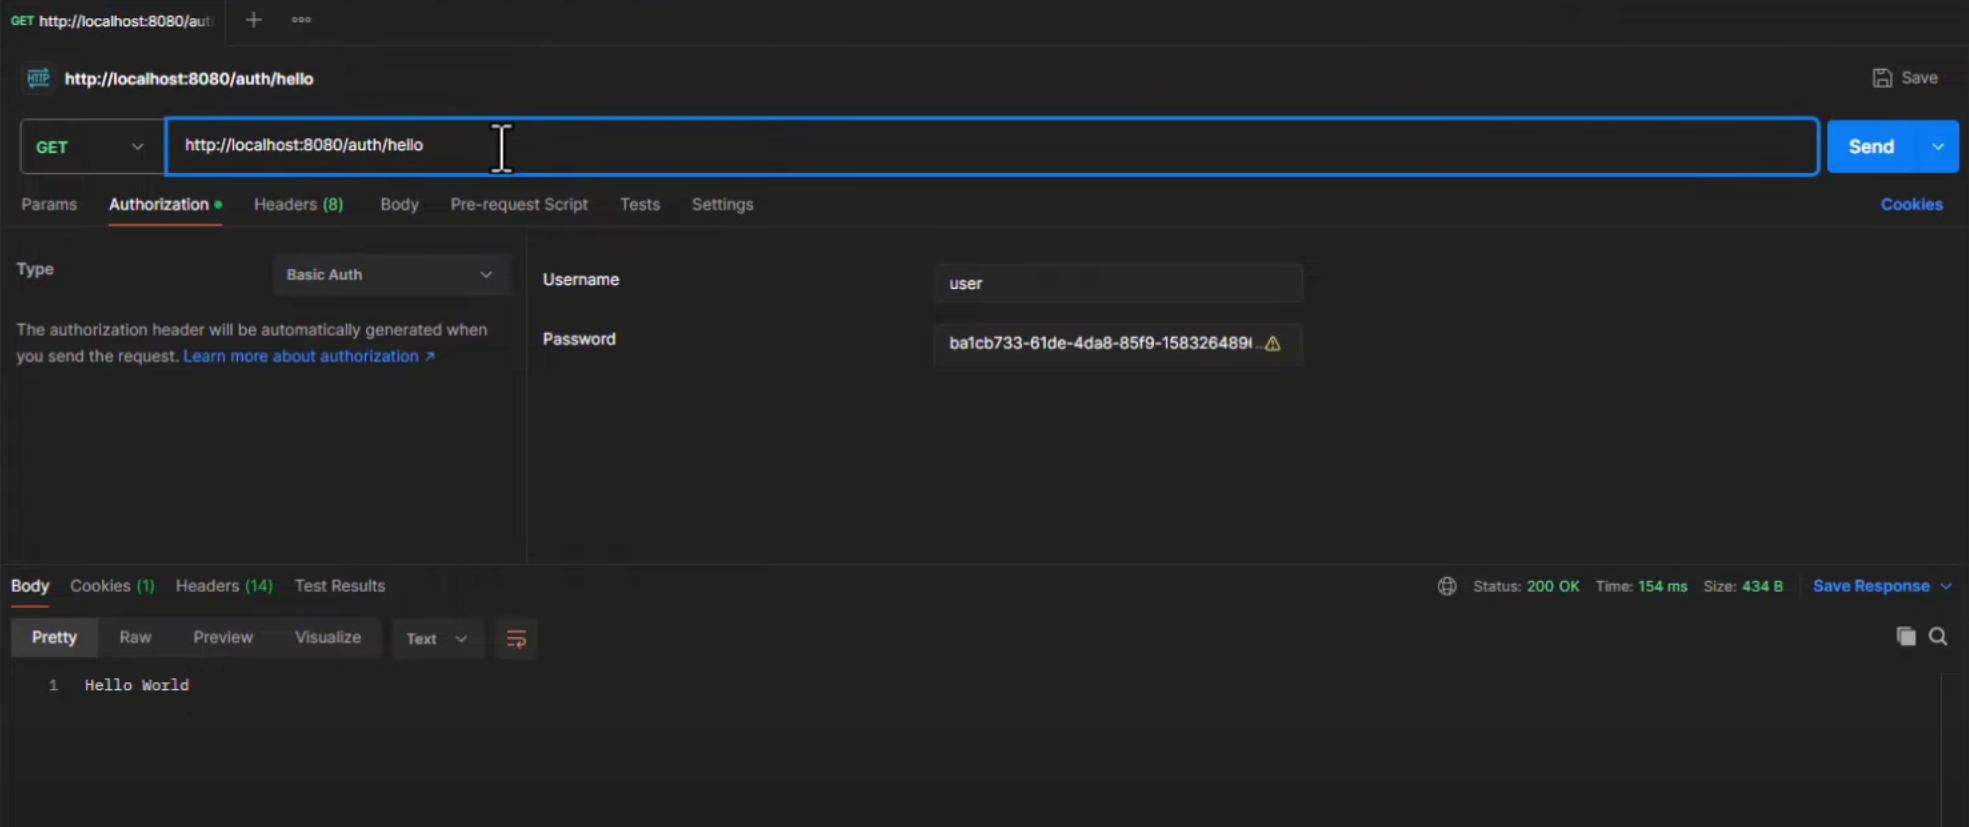 GET http://localhost:8080/aut
http://localhost:8080/auth/hello
Save
GET http://localhost:8080/auth/hello Send
Params Authorization Headers (8) Body Pre-request Script Tests Settings Cookies
Type Basic Auth
The authorization header will be automatically generated when
you send the request. Learn more about authorization ↗
Username user
Password ba1cb733-61de-4da8-85f9-158326489
Body Cookies (1) Headers (14) Test Results Status: 200 OK Time: 154 ms Size: 434 B Save Response
Pretty Raw Preview Visualize Text
1 Hello World